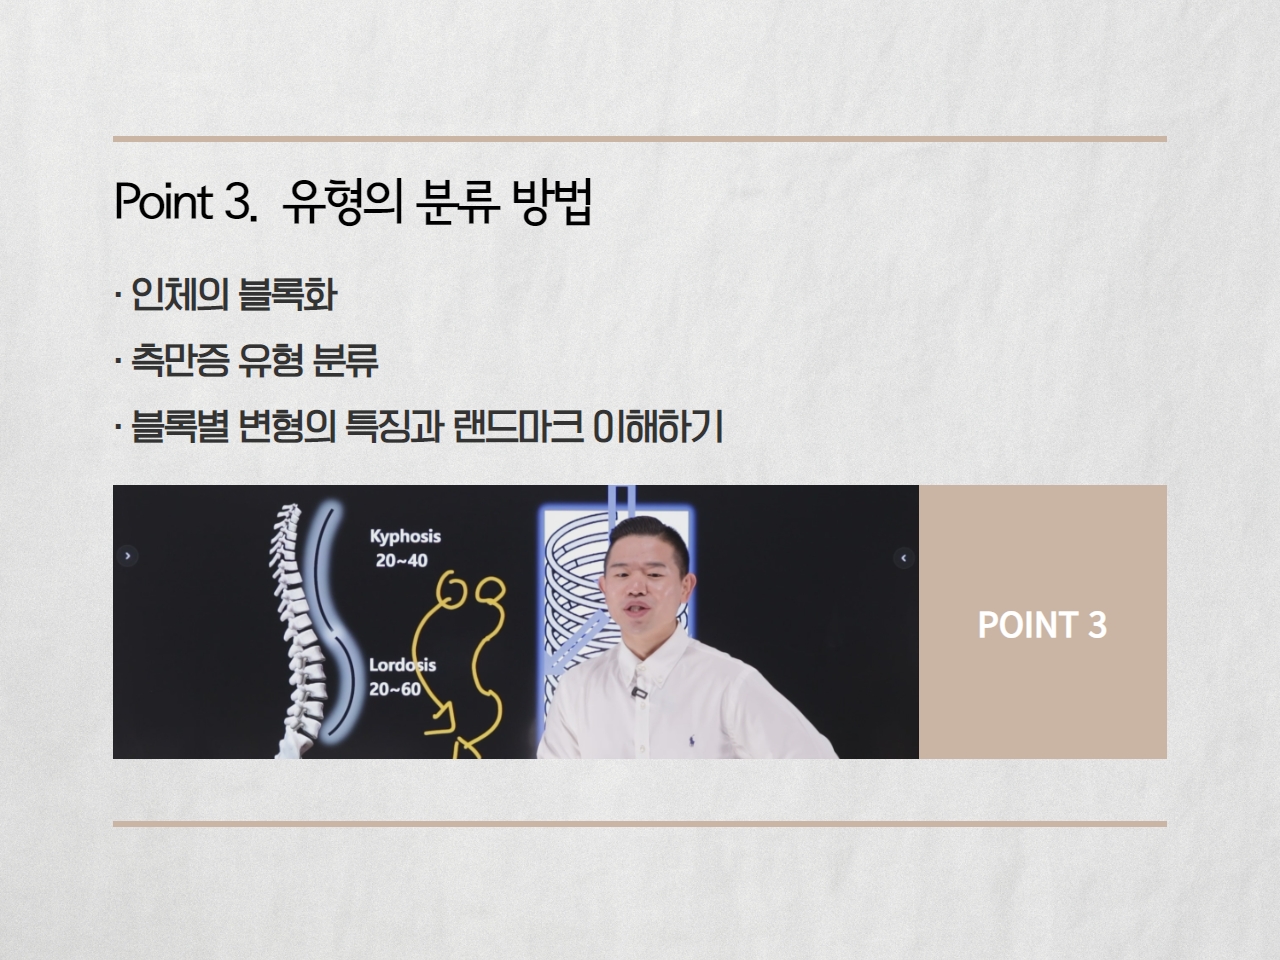 Point 3. 유형의 분류 방법
· 인체의 블록화
· 측만증 유형 분류
· 블록별 변형의 특징과 랜드마크 이해하기
Kyphosis
20~40
Lordosis
20~60
POINT 3